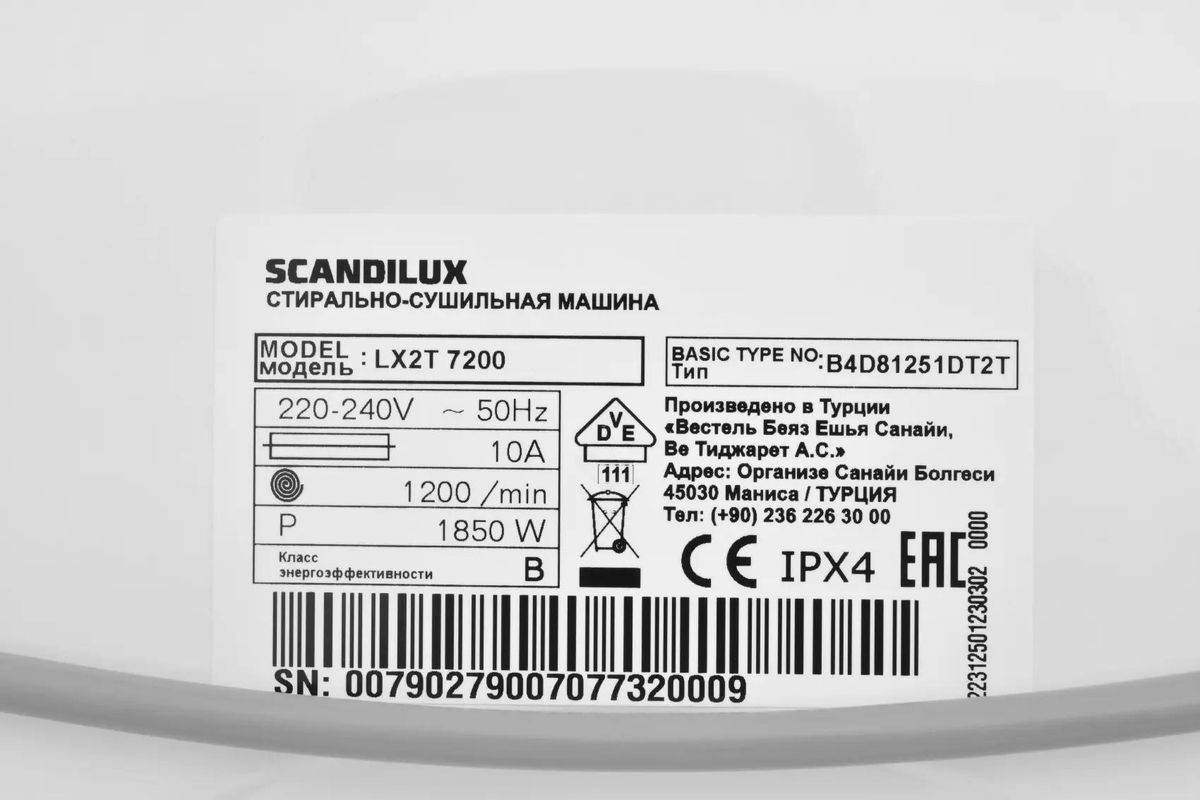 SCANDILUX
СТИРАЛЬНО-СУШИЛЬНАЯ МАШИНА
MODEL
модель : LX2T 7200
BASIC TYPE NO:
Тип
B4D81251DT2T
220-240V ~ 50Hz
10A
1200 /min
P 1850 W
Класс
энергоэффективности B
DVE
111
Произведено в Турции
«Вестель Беяз Ешья Санайи,
Ве Тиджарет А.С.»
Адрес: Организе Санайи Болгеси
45030 Маниса / ТУРЦИЯ
Тел: (+90) 236 226 30 00
CE IPX4 EAC
SN: 00790279007077320009
22312501230302 0000